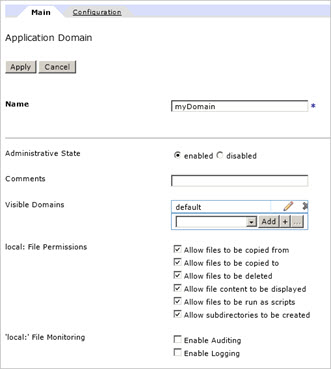 Main Configuration
Application Domain
Apply Cancel
Name myDomain *
Administrative State enabled disabled
Comments
Visible Domains default
Add + ...
local: File Permissions Allow files to be copied from
Allow files to be copied to
Allow files to be deleted
Allow file content to be displayed
Allow files to be run as scripts
Allow subdirectories to be created
'local:' File Monitoring Enable Auditing
Enable Logging